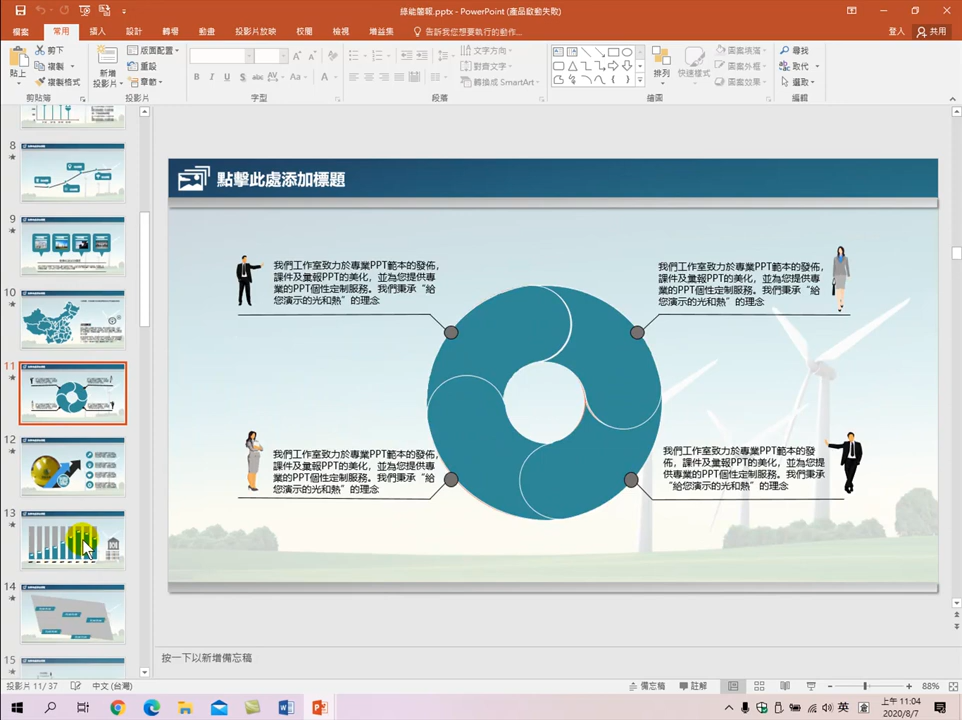 綠能簡報.pptx - PowerPoint (產品啟動失敗)
檔案 常用 插入 設計 轉場 動畫 投影片放映 校閱 檢視 增益集 告訴我您想要執行的動作... 登入 共用
貼上 剪下 複製 複製格式 剪貼簿
新增投影片 版面配置 重設 章節 投影片
B I U S abc AV Aa A 字型
文字方向 對齊文字 轉換成 SmartArt 段落
排列 快速樣式 圖案填滿 圖案外框 圖案效果 繪圖
尋找 取代 選取 編輯
8
9
10
11
12
13
14
15
點擊此處添加標題
我們工作室致力於專業PPT範本的發佈,
課件及彙報PPT的美化，並為您提供專
業的PPT個性定制服務。我們秉承“給
您演示的光和熱”的理念
我們工作室致力於專業PPT範本的發佈,
課件及彙報PPT的美化，並為您提供專
業的PPT個性定制服務。我們秉承“給
您演示的光和熱”的理念
我們工作室致力於專業PPT範本的發佈,
課件及彙報PPT的美化，並為您提供專
業的PPT個性定制服務。我們秉承“給
您演示的光和熱”的理念
我們工作室致力於專業PPT範本的發
佈，課件及彙報PPT的美化，並為您
提供專業的PPT個性定制服務。我們秉承
“給您演示的光和熱”的理念
按一下以新增備忘稿
投影片 11/37 中文 (台灣) 備忘稿 註解 88%
英 上午 11:04
2020/8/7